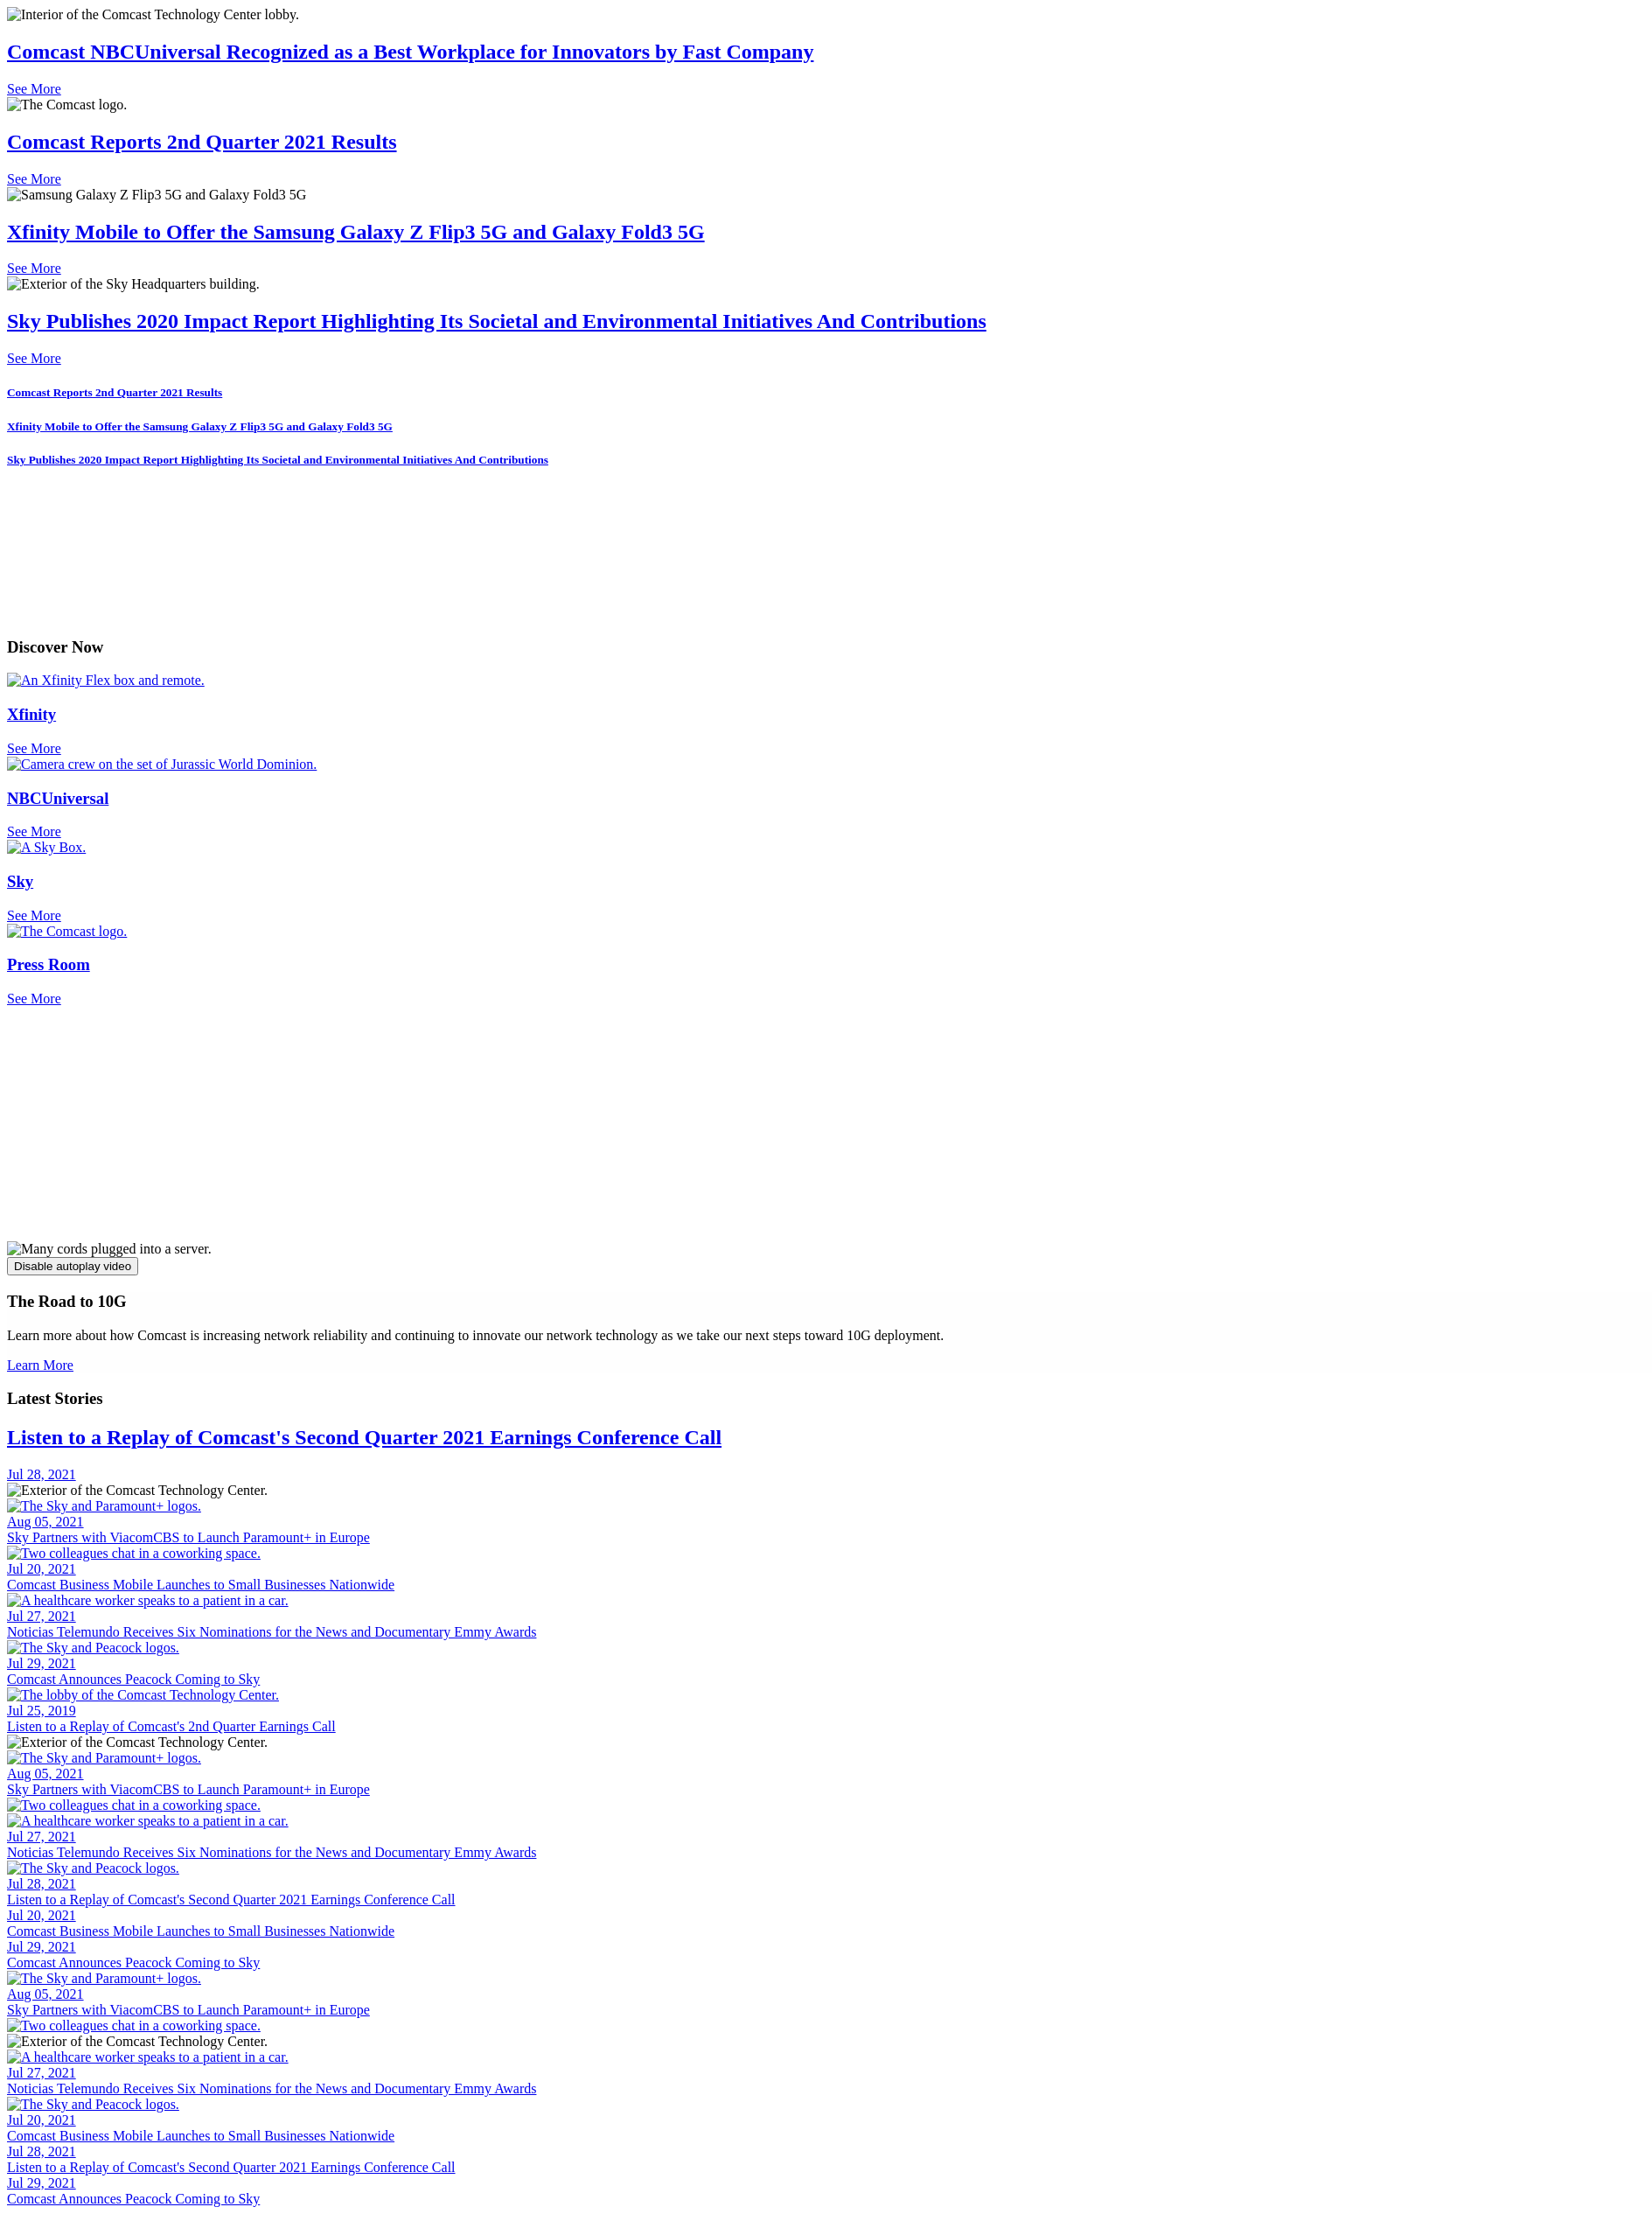 Interior of the Comcast Technology Center lobby.
Comcast NBCUniversal Recognized as a Best Workplace for Innovators by Fast Company
See More
The Comcast logo.
Comcast Reports 2nd Quarter 2021 Results
See More
Samsung Galaxy Z Flip3 5G and Galaxy Fold3 5G
Xfinity Mobile to Offer the Samsung Galaxy Z Flip3 5G and Galaxy Fold3 5G
See More
Exterior of the Sky Headquarters building.
Sky Publishes 2020 Impact Report Highlighting Its Societal and Environmental Initiatives And Contributions
See More
Comcast Reports 2nd Quarter 2021 Results
Xfinity Mobile to Offer the Samsung Galaxy Z Flip3 5G and Galaxy Fold3 5G
Sky Publishes 2020 Impact Report Highlighting Its Societal and Environmental Initiatives And Contributions
Discover Now
An Xfinity Flex box and remote.
Xfinity
See More
Camera crew on the set of Jurassic World Dominion.
NBCUniversal
See More
A Sky Box.
Sky
See More
The Comcast logo.
Press Room
See More
Many cords plugged into a server.
Disable autoplay video
The Road to 10G
Learn more about how Comcast is increasing network reliability and continuing to innovate our network technology as we take our next steps toward 10G deployment.
Learn More
Latest Stories
Listen to a Replay of Comcast's Second Quarter 2021 Earnings Conference Call
Jul 28, 2021
Exterior of the Comcast Technology Center.
The Sky and Paramount+ logos.
Aug 05, 2021
Sky Partners with ViacomCBS to Launch Paramount+ in Europe
Two colleagues chat in a coworking space.
Jul 20, 2021
Comcast Business Mobile Launches to Small Businesses Nationwide
A healthcare worker speaks to a patient in a car.
Jul 27, 2021
Noticias Telemundo Receives Six Nominations for the News and Documentary Emmy Awards
The Sky and Peacock logos.
Jul 29, 2021
Comcast Announces Peacock Coming to Sky
The lobby of the Comcast Technology Center.
Jul 25, 2019
Listen to a Replay of Comcast's 2nd Quarter Earnings Call
Exterior of the Comcast Technology Center.
The Sky and Paramount+ logos.
Aug 05, 2021
Sky Partners with ViacomCBS to Launch Paramount+ in Europe
Two colleagues chat in a coworking space.
A healthcare worker speaks to a patient in a car.
Jul 27, 2021
Noticias Telemundo Receives Six Nominations for the News and Documentary Emmy Awards
The Sky and Peacock logos.
Jul 28, 2021
Listen to a Replay of Comcast's Second Quarter 2021 Earnings Conference Call
Jul 20, 2021
Comcast Business Mobile Launches to Small Businesses Nationwide
Jul 29, 2021
Comcast Announces Peacock Coming to Sky
The Sky and Paramount+ logos.
Aug 05, 2021
Sky Partners with ViacomCBS to Launch Paramount+ in Europe
Two colleagues chat in a coworking space.
Exterior of the Comcast Technology Center.
A healthcare worker speaks to a patient in a car.
Jul 27, 2021
Noticias Telemundo Receives Six Nominations for the News and Documentary Emmy Awards
The Sky and Peacock logos.
Jul 20, 2021
Comcast Business Mobile Launches to Small Businesses Nationwide
Jul 28, 2021
Listen to a Replay of Comcast's Second Quarter 2021 Earnings Conference Call
Jul 29, 2021
Comcast Announces Peacock Coming to Sky